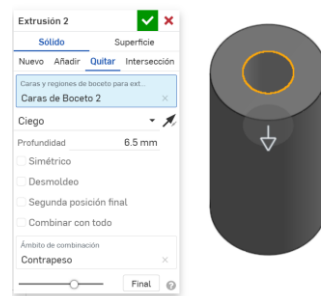 Extrusión 2
Sólido Superficie
Nuevo Añadir Quitar Intersección
Caras y regiones de boceto para ext...
Caras de Boceto 2
Ciego
Profundidad 6.5 mm
Simétrico
Desmoldeo
Segunda posición final
Combinar con todo
Ámbito de combinación
Contrapeso
Final